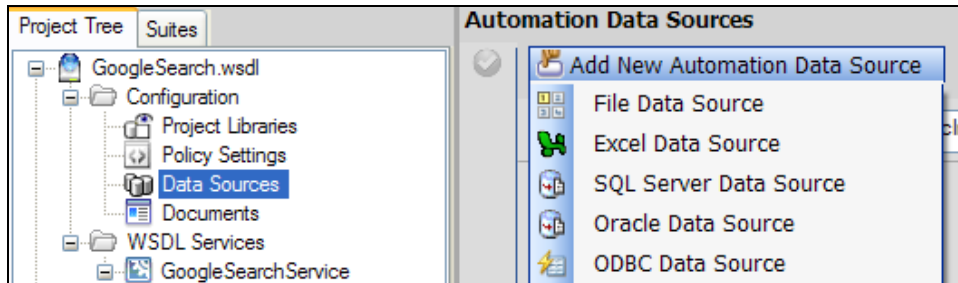 Project Tree
Suites
GoogleSearch.wsdl
Configuration
Project Libraries
Policy Settings
Data Sources
Documents
WSDL Services
GoogleSearchService
Automation Data Sources
Add New Automation Data Source
File Data Source
Excel Data Source
SQL Server Data Source
Oracle Data Source
ODBC Data Source